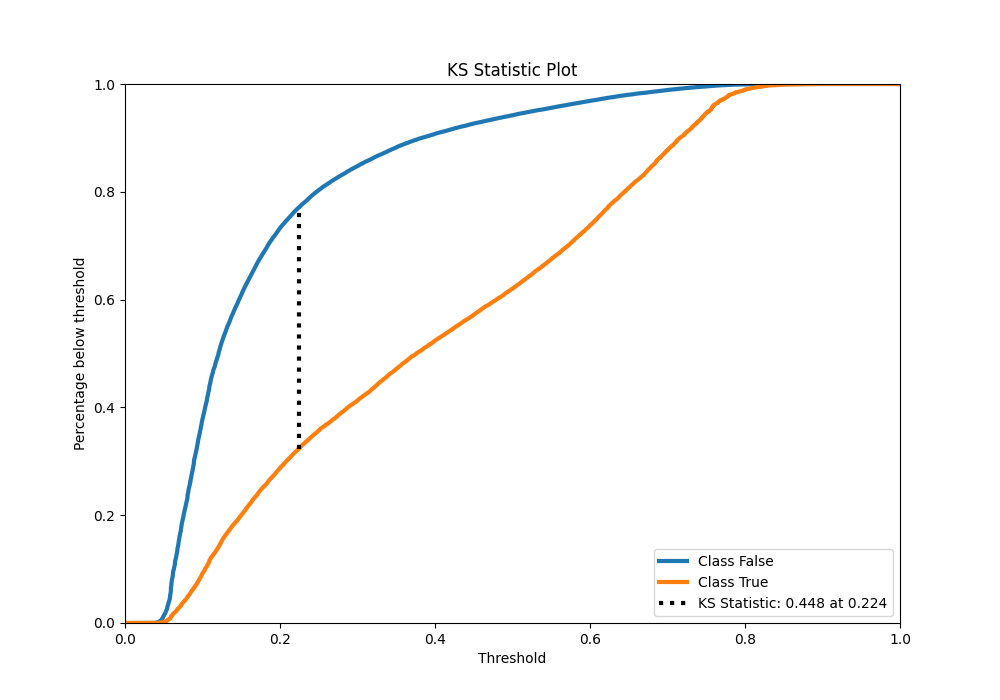 KS Statistic Plot
1.0
0.8
0.6
0.4
0.2
0.0
Percentage below threshold
0.0 0.2 0.4 0.6 0.8 1.0
Threshold
Class False
Class True
KS Statistic: 0.448 at 0.224